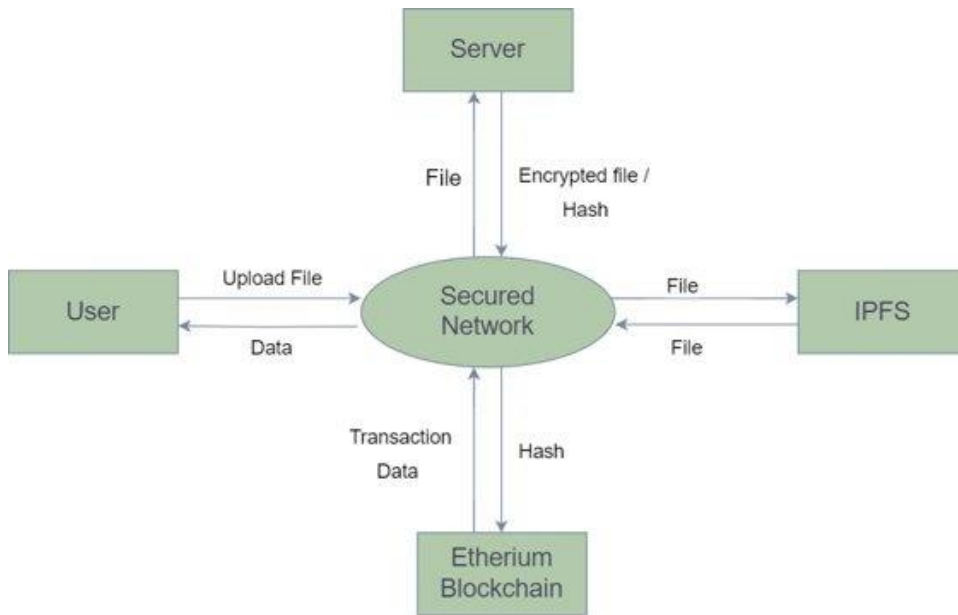 Server
File
Encrypted file /
Hash
User
Upload File
Data
Secured
Network
File
File
IPFS
Transaction
Data
Hash
Etherium
Blockchain